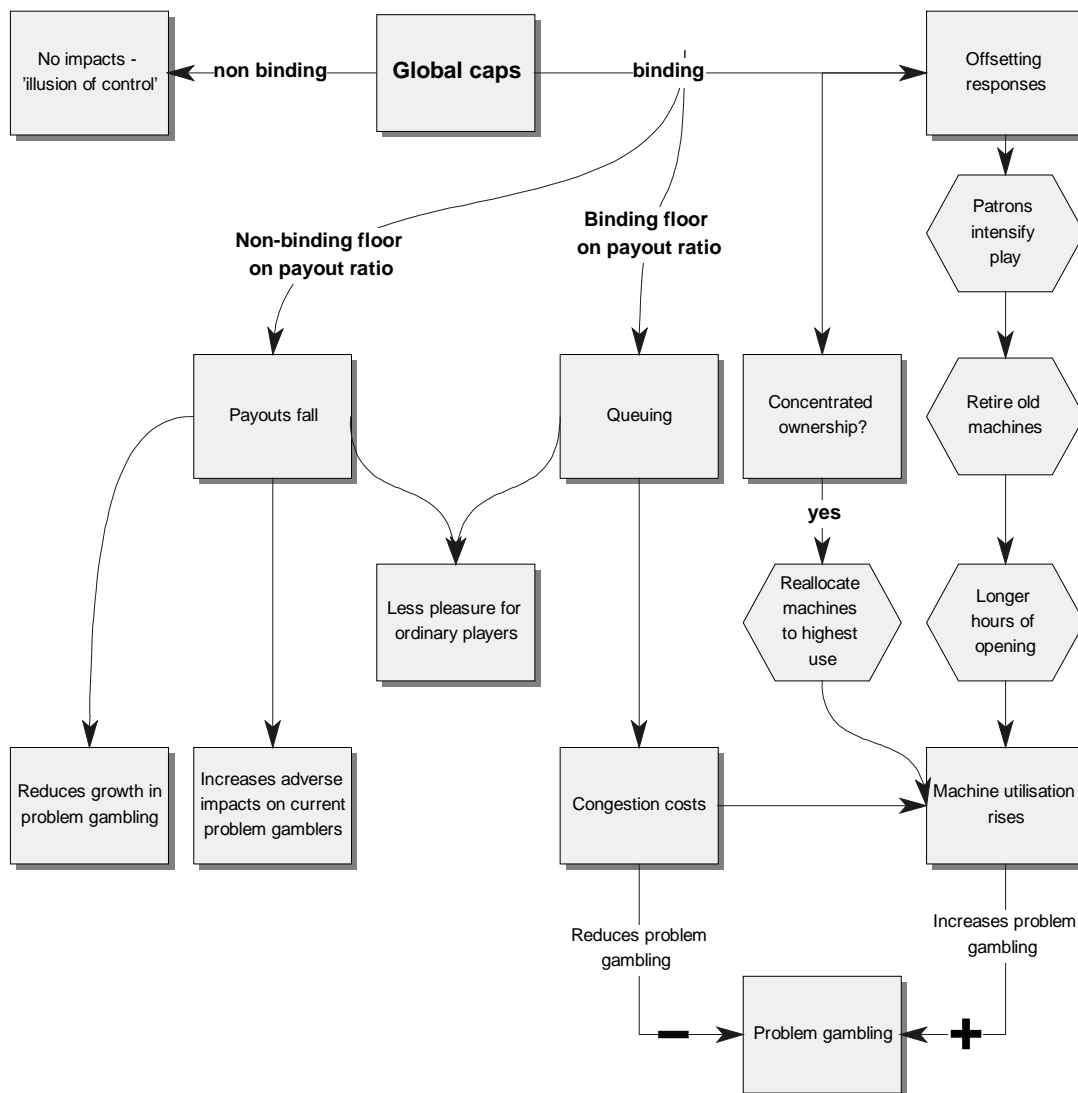 No impacts -
'illusion of control'
non binding
Global caps
binding
Offsetting
responses
Patrons
intensify
play
Non-binding floor
on payout ratio
Binding floor
on payout ratio
Payouts fall
Queuing
Concentrated
ownership?
Retire old
machines
yes
Less pleasure for
ordinary players
Reallocate
machines
to highest
use
Longer
hours of
opening
Reduces growth in
problem gambling
Increases adverse
impacts on current
problem gamblers
Congestion costs
Machine utilisation
rises
Reduces problem
gambling
Increases problem
gambling
−
Problem gambling
+